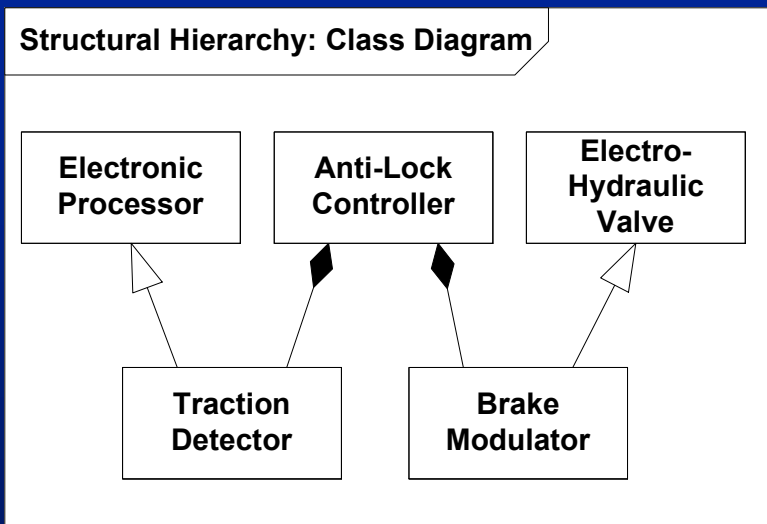 Structural Hierarchy: Class Diagram
Electronic
Processor
Anti-Lock
Controller
Electro-
Hydraulic
Valve
Traction
Detector
Brake
Modulator